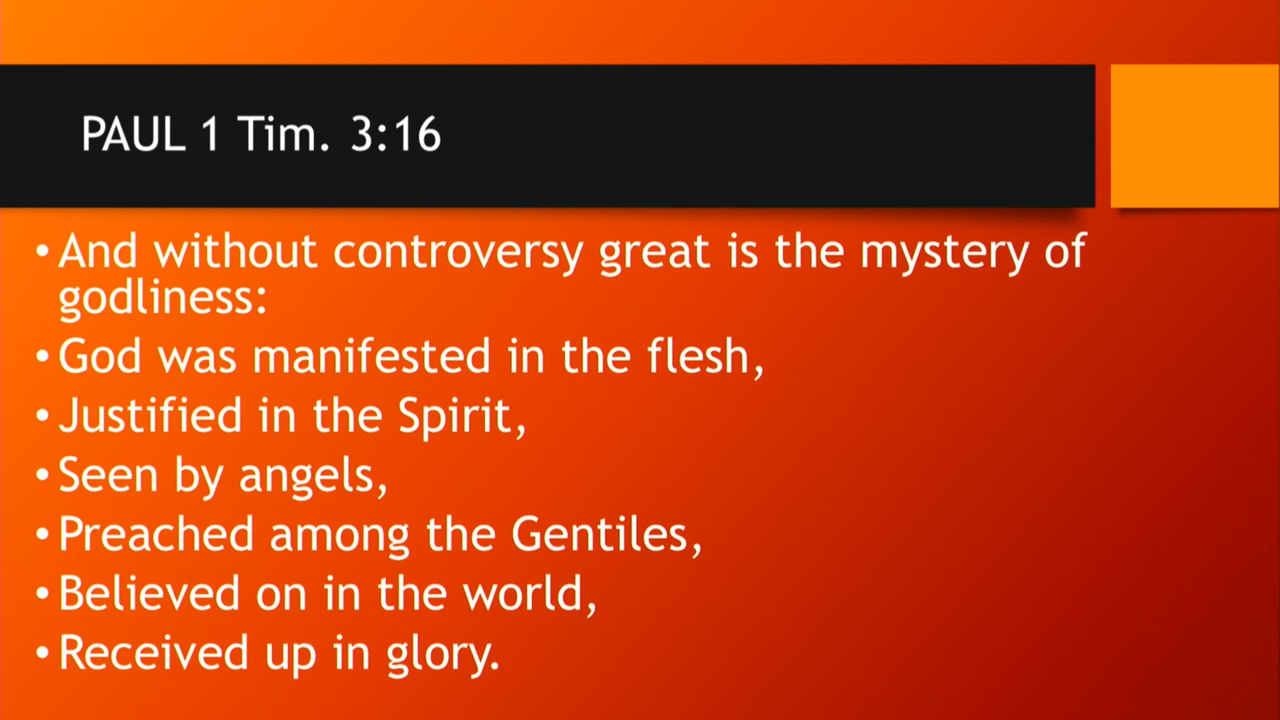 PAUL 1 Tim. 3:16
• And without controversy great is the mystery of
godliness:
• God was manifested in the flesh,
• Justified in the Spirit,
• Seen by angels,
• Preached among the Gentiles,
• Believed on in the world,
• Received up in glory.